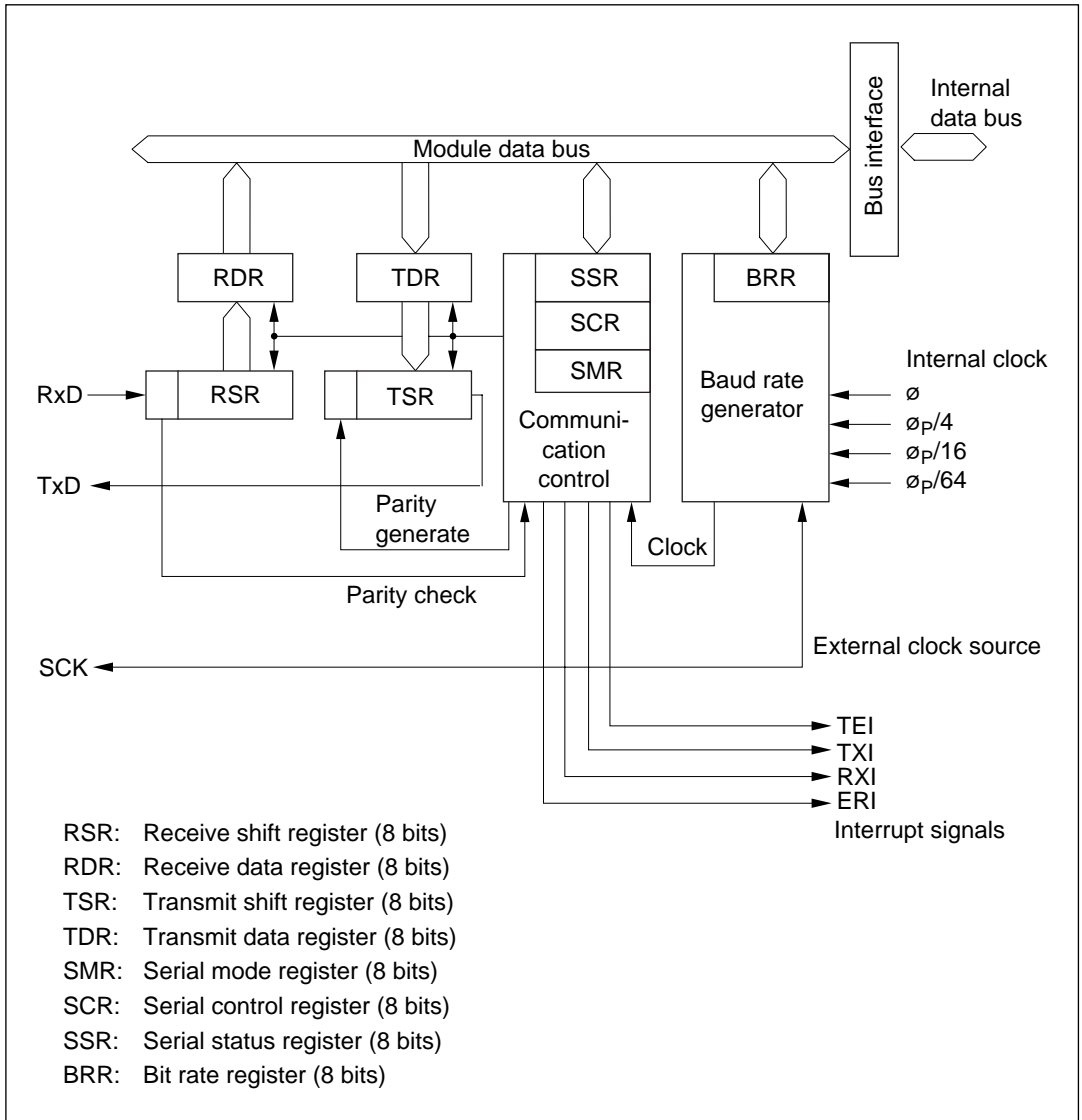 Internal
data bus
Bus interface
Module data bus
RDR
TDR
SSR
BRR
SCR
SMR
RxD
RSR
TSR
Communi-
cation
control
Baud rate
generator
Internal clock
ø
øP/4
øP/16
øP/64
TxD
Parity
generate
Clock
Parity check
External clock source
SCK
TEI
TXI
RXI
ERI
Interrupt signals
RSR: Receive shift register (8 bits)
RDR: Receive data register (8 bits)
TSR: Transmit shift register (8 bits)
TDR: Transmit data register (8 bits)
SMR: Serial mode register (8 bits)
SCR: Serial control register (8 bits)
SSR: Serial status register (8 bits)
BRR: Bit rate register (8 bits)